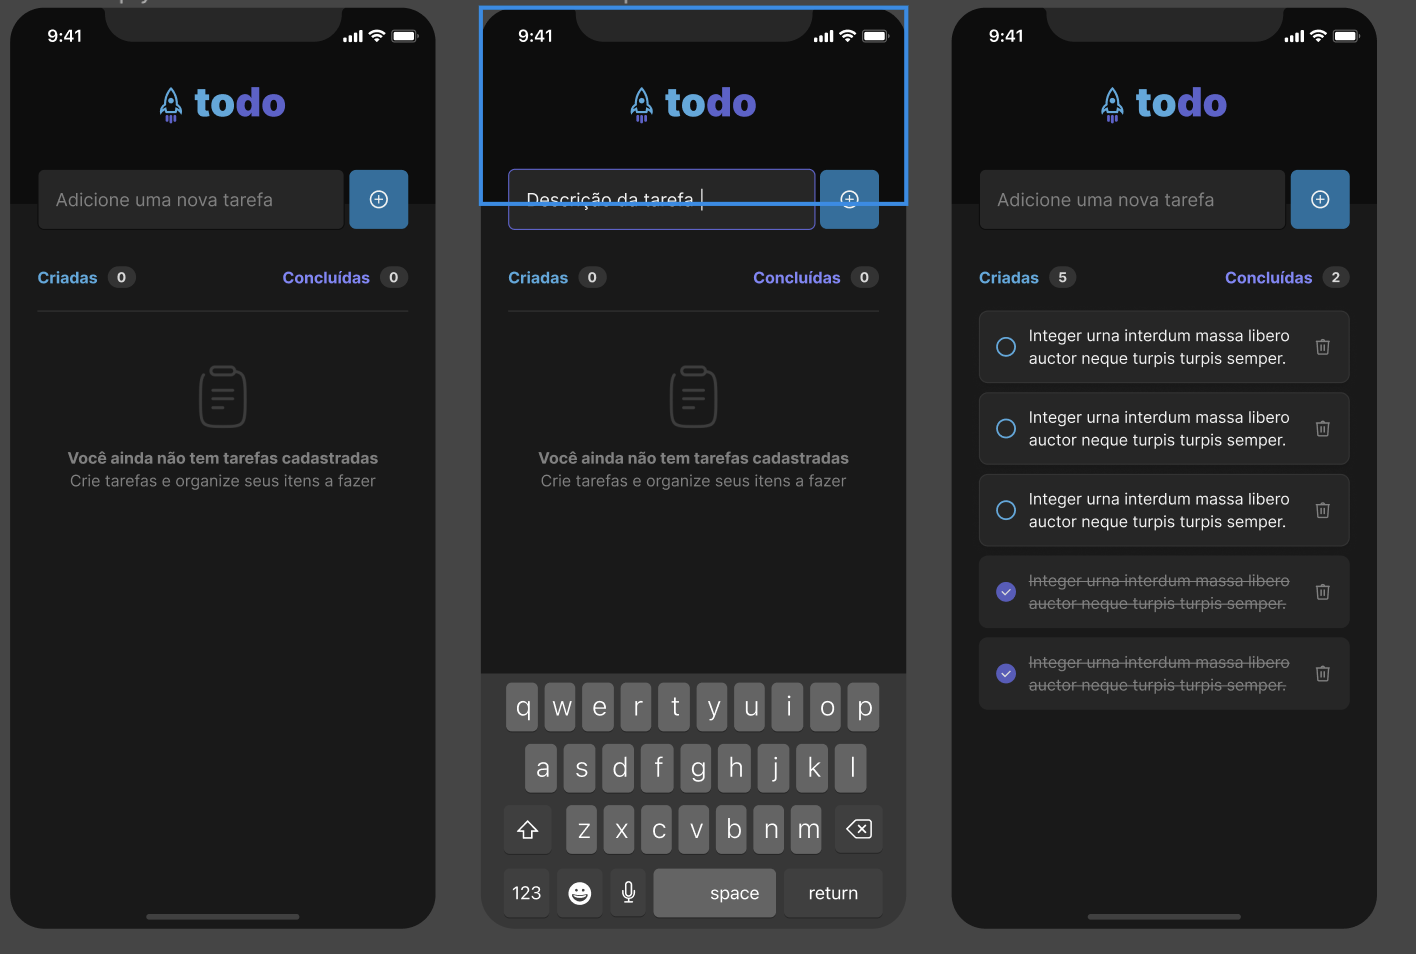 9:41
todo
Adicione uma nova tarefa
Criadas 0 Concluídas 0
Você ainda não tem tarefas cadastradas
Crie tarefas e organize seus itens a fazer
9:41
todo
Descrição da tarefa
Criadas 0 Concluídas 0
Você ainda não tem tarefas cadastradas
Crie tarefas e organize seus itens a fazer
q w e r t y u i o p
a s d f g h j k l
z x c v b n m
123 space return
9:41
todo
Adicione uma nova tarefa
Criadas 5 Concluídas 2
Integer urna interdum massa libero
auctor neque turpis turpis semper.
Integer urna interdum massa libero
auctor neque turpis turpis semper.
Integer urna interdum massa libero
auctor neque turpis turpis semper.
Integer urna interdum massa libero
auctor neque turpis turpis semper.
Integer urna interdum massa libero
auctor neque turpis turpis semper.